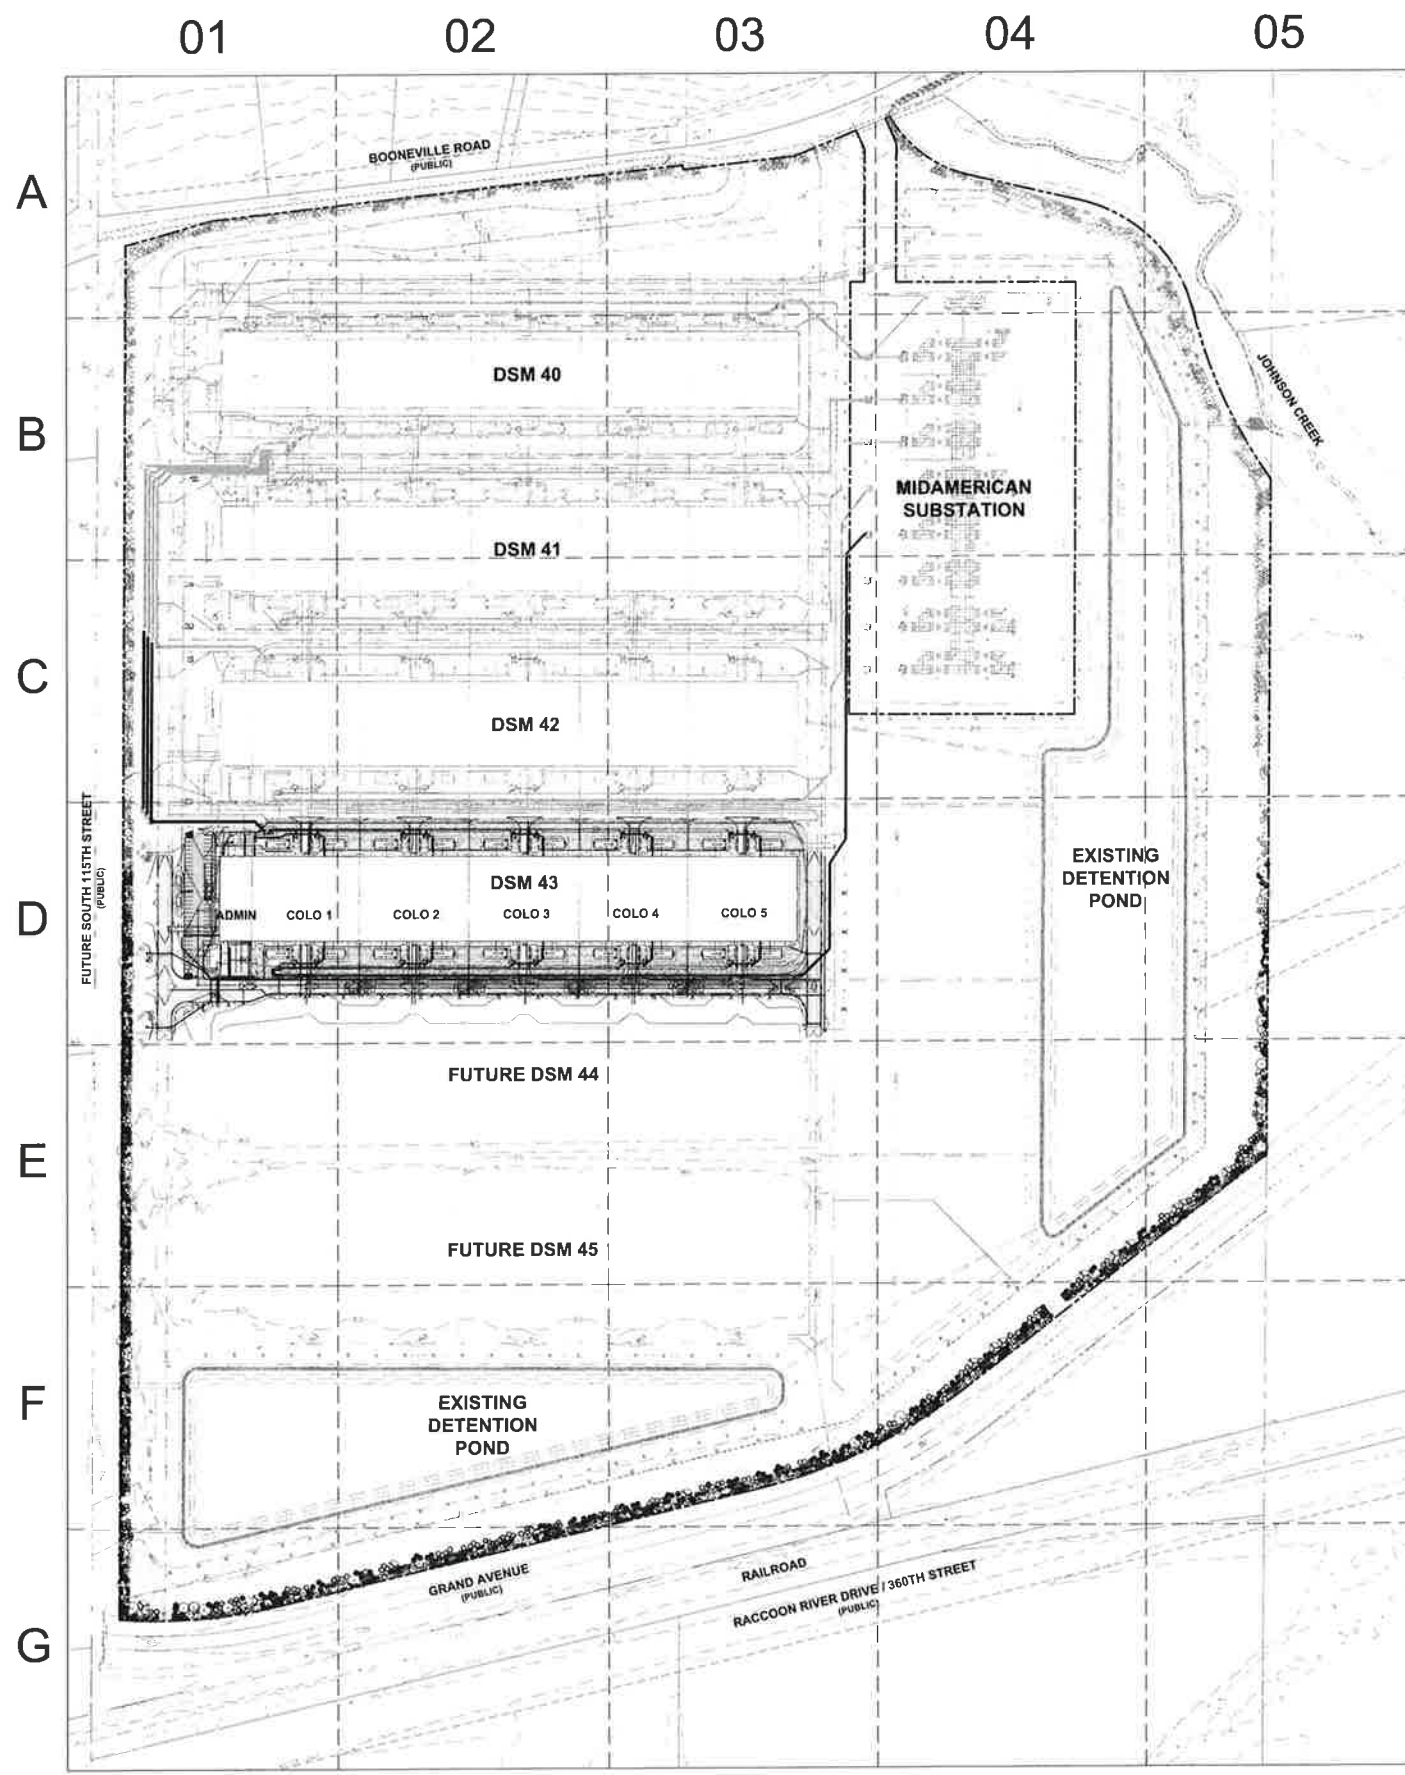 01 02 03 04 05
A
BOONEVILLE ROAD
(PUBLIC)
B
DSM 40
JOHNSON CREEK
MIDAMERICAN
SUBSTATION
DSM 41
C
DSM 42
FUTURE SOUTH 115TH STREET
(PUBLIC)
D
DSM 43
ADMIN COLO 1 COLO 2 COLO 3 COLO 4 COLO 5
EXISTING
DETENTION
POND
FUTURE DSM 44
E
FUTURE DSM 45
F
EXISTING
DETENTION
POND
GRAND AVENUE
(PUBLIC)
RAILROAD
RACCOON RIVER DRIVE / 360TH STREET
(PUBLIC)
G